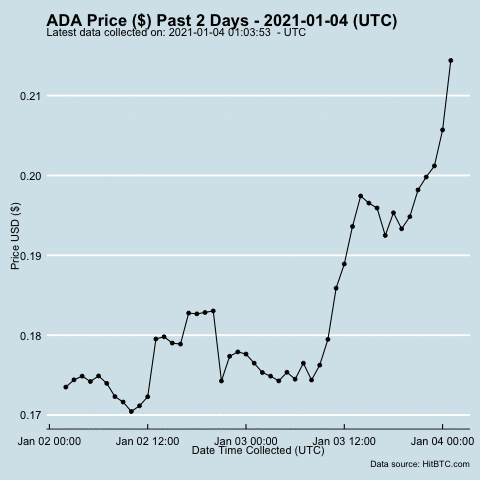 ADA Price ($) Past 2 Days - 2021-01-04 (UTC)
Latest data collected on: 2021-01-04 01:03:53  - UTC
0.21
0.20
0.19
0.18
0.17
Price USD ($)
Jan 02 00:00 Jan 02 12:00 Jan 03 00:00 Jan 03 12:00 Jan 04 00:00
Date Time Collected (UTC)
Data source: HitBTC.com